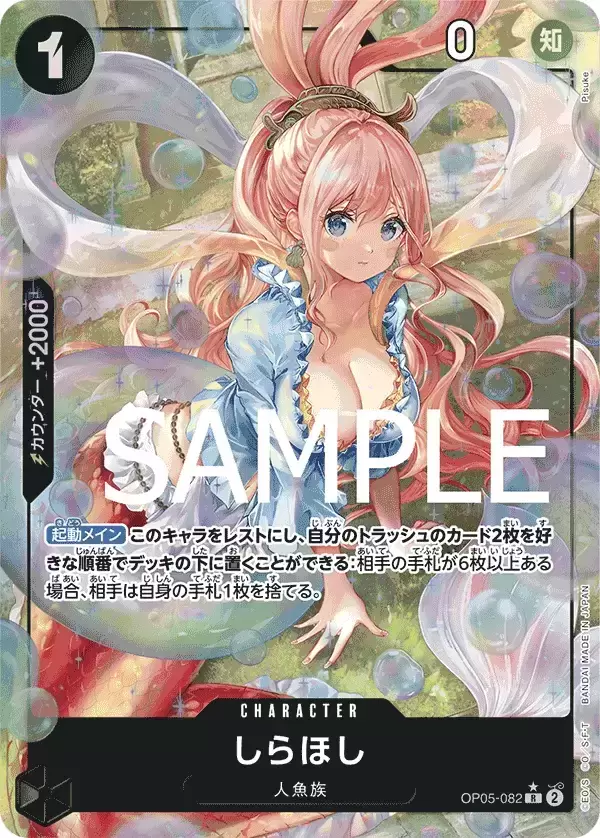 1
0
知
Pisuke
カウンター +2000
SAMPLE
起動メイン このキャラをレストにし、自分のトラッシュのカード2枚を好
きな順番でデッキの下に置くことができる:相手の手札が6枚以上ある
場合、相手は自身の手札1枚を捨てる。
BANDAI MADE IN JAPAN
CHARACTER
しらほし
人魚族
OP05-082 R 2